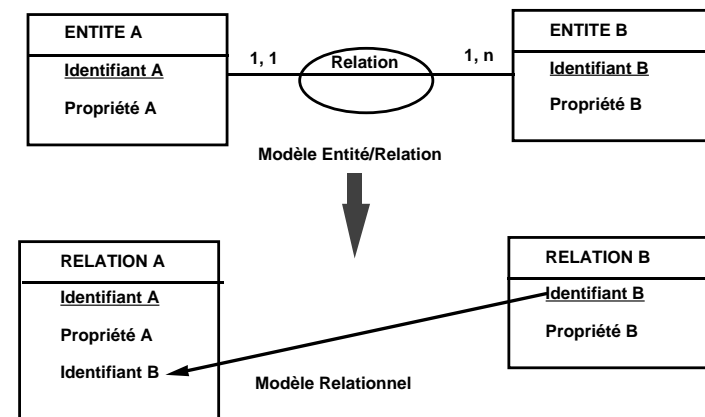 ENTITE A
Identifiant A
Propriété A
1, 1
Relation
1, n
ENTITE B
Identifiant B
Propriété B
Modèle Entité/Relation
RELATION A
Identifiant A
Propriété A
Identifiant B
RELATION B
Identifiant B
Propriété B
Modèle Relationnel